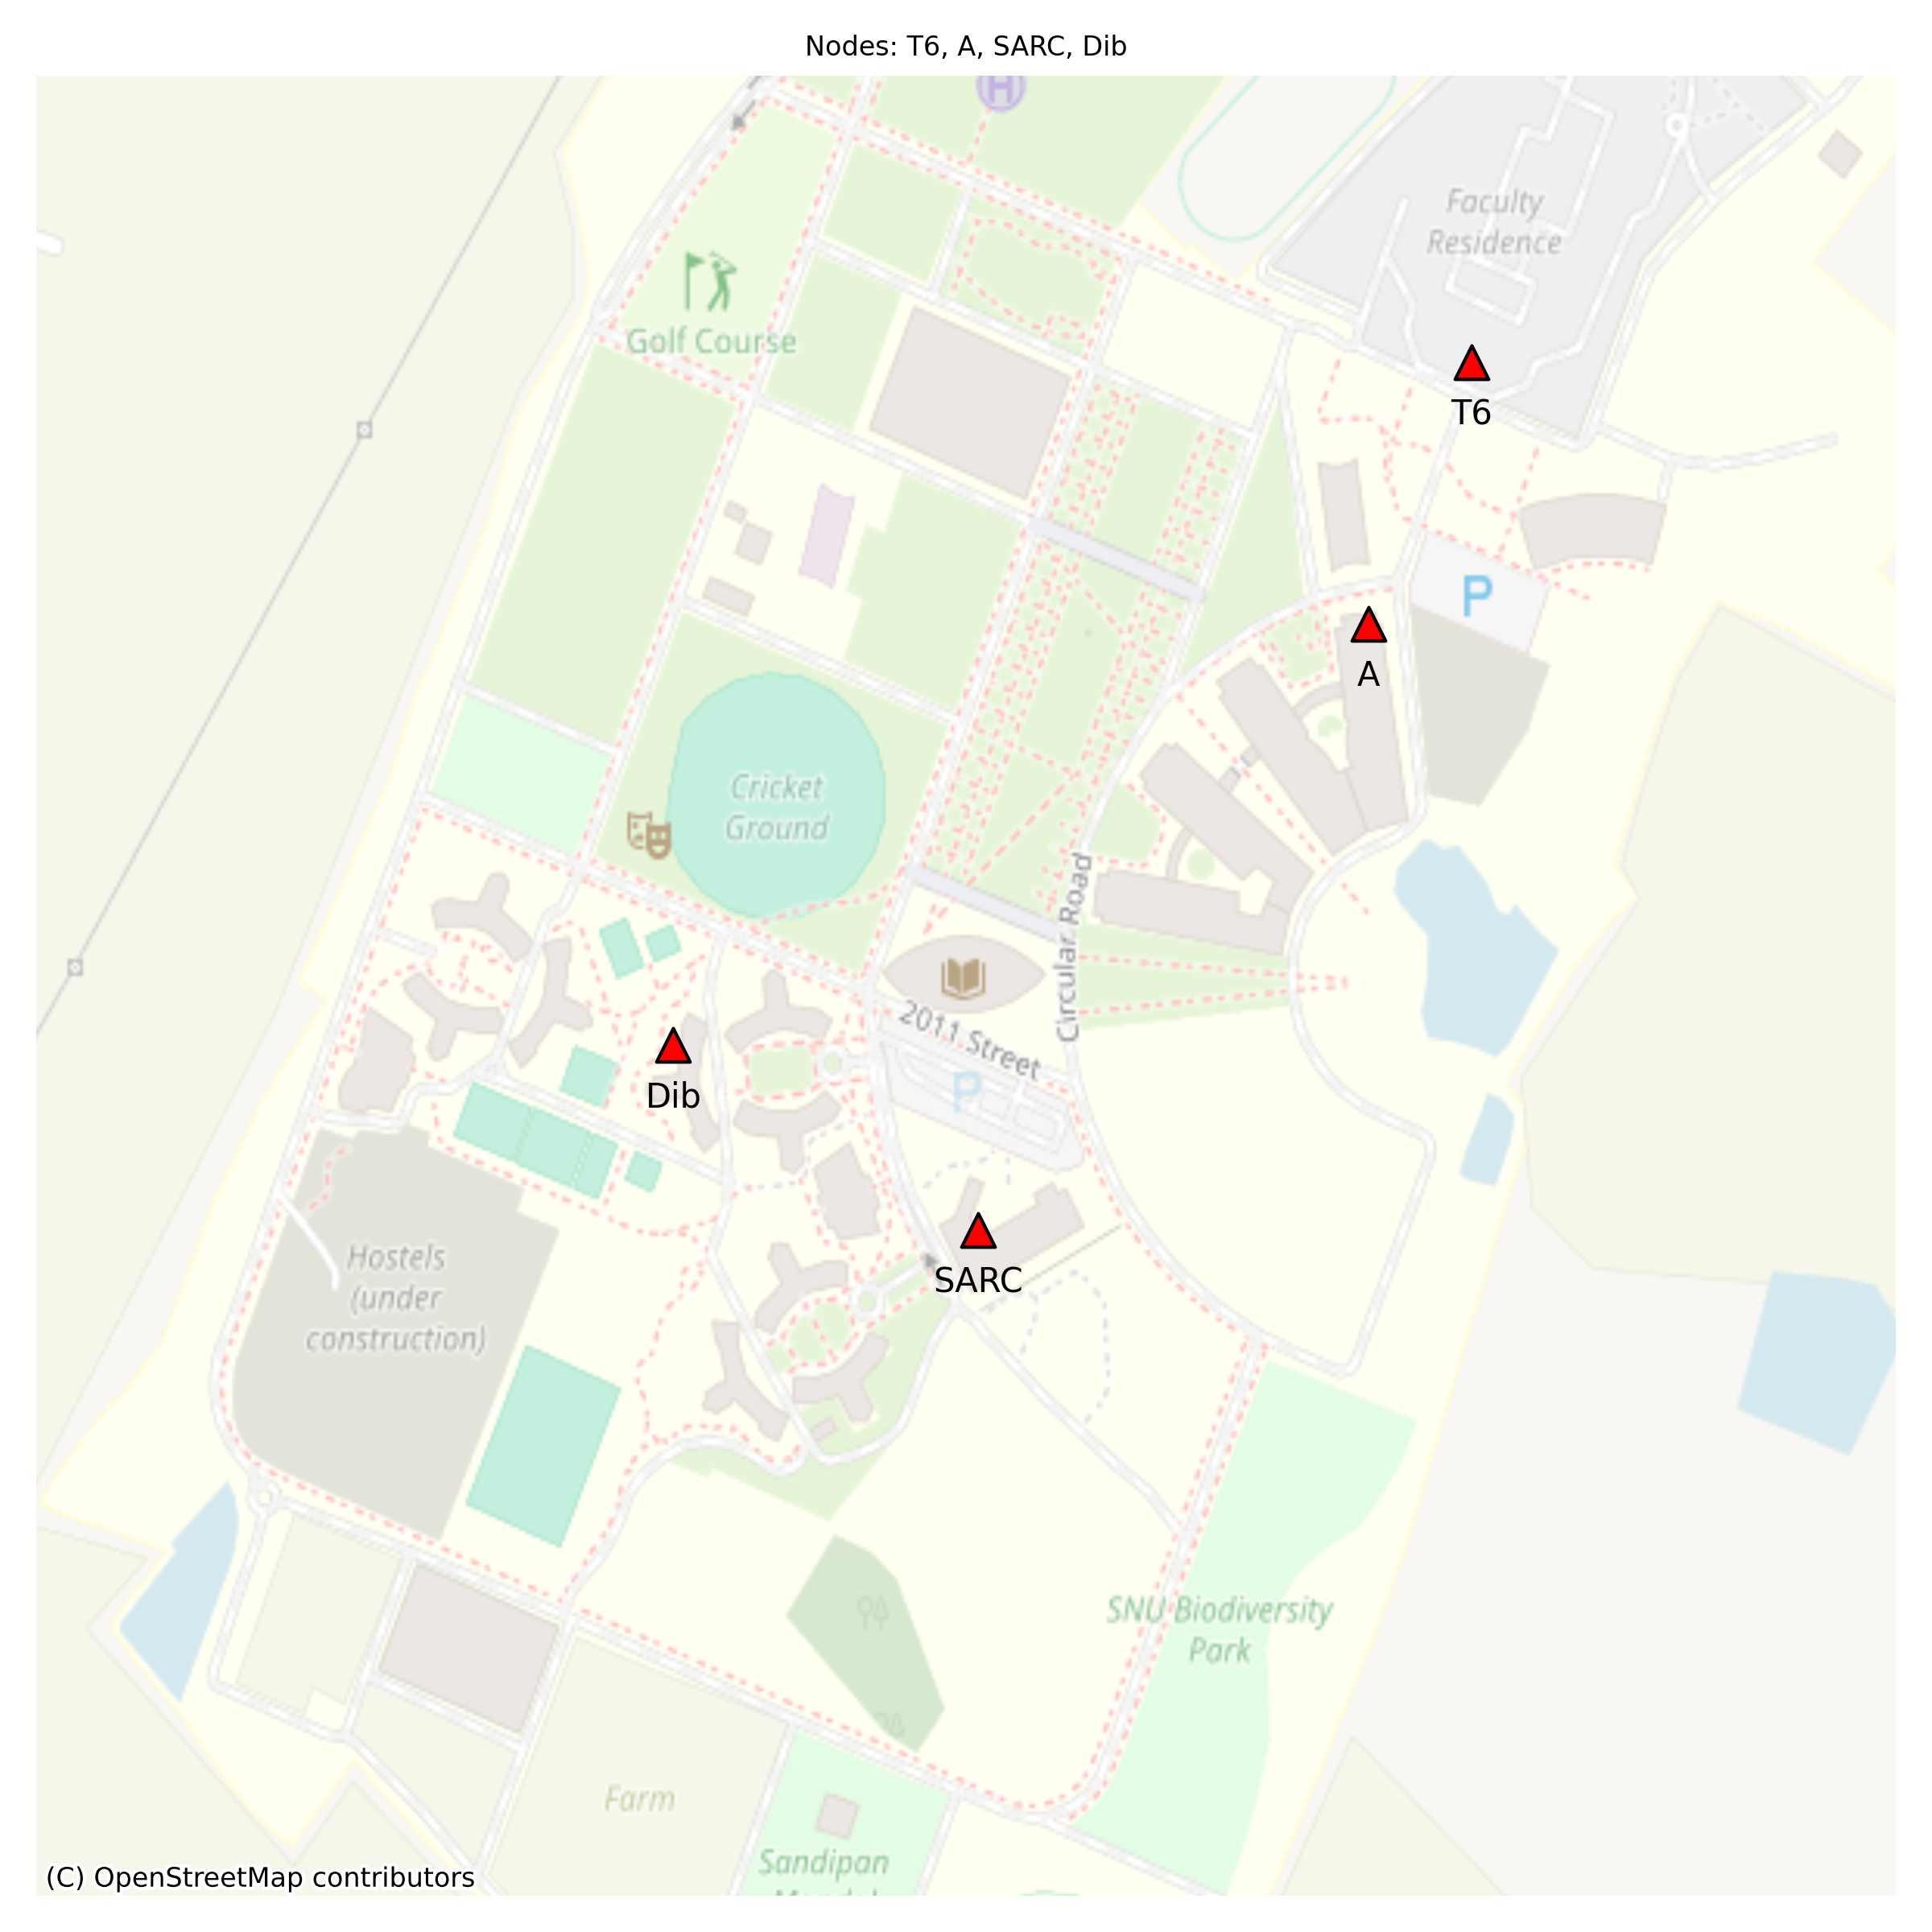 Nodes: T6, A, SARC, Dib
H
Faculty
Residence
Golf Course
T6
P
A
Cricket
Ground
Circular Road
2011 Street
P
Dib
SARC
Hostels
(under
construction)
SNU Biodiversity
Park
Farm
Sandipan
(C) OpenStreetMap contributors